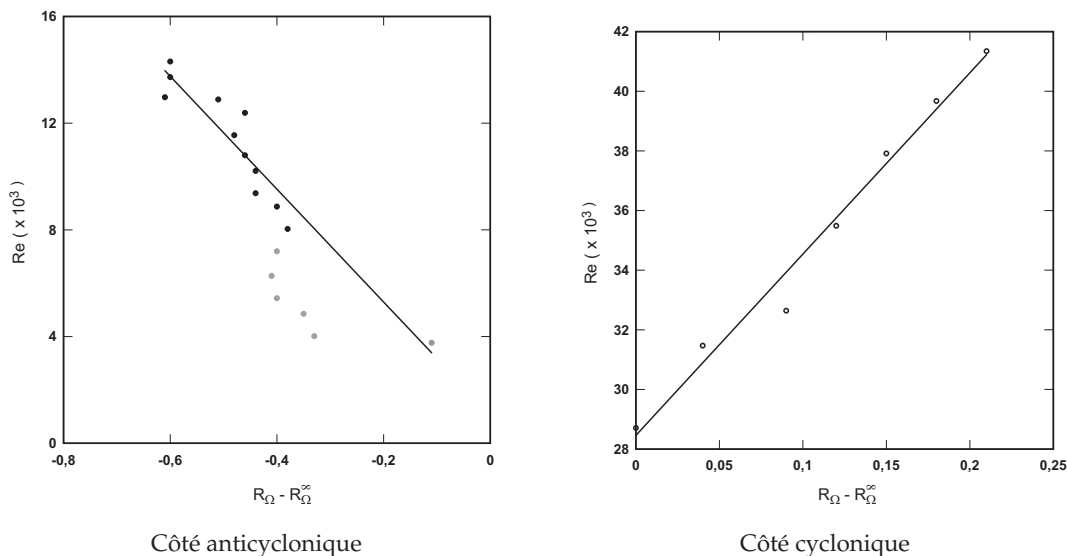 16
12
8
4
0
Re ( x 10³ )
-0,8 -0,6 -0,4 -0,2 0
R_Ω - R_Ω^∞
Côté anticyclonique
42
40
38
36
34
32
30
28
Re ( x 10³ )
0 0,05 0,1 0,15 0,2 0,25
R_Ω - R_Ω^∞
Côté cyclonique